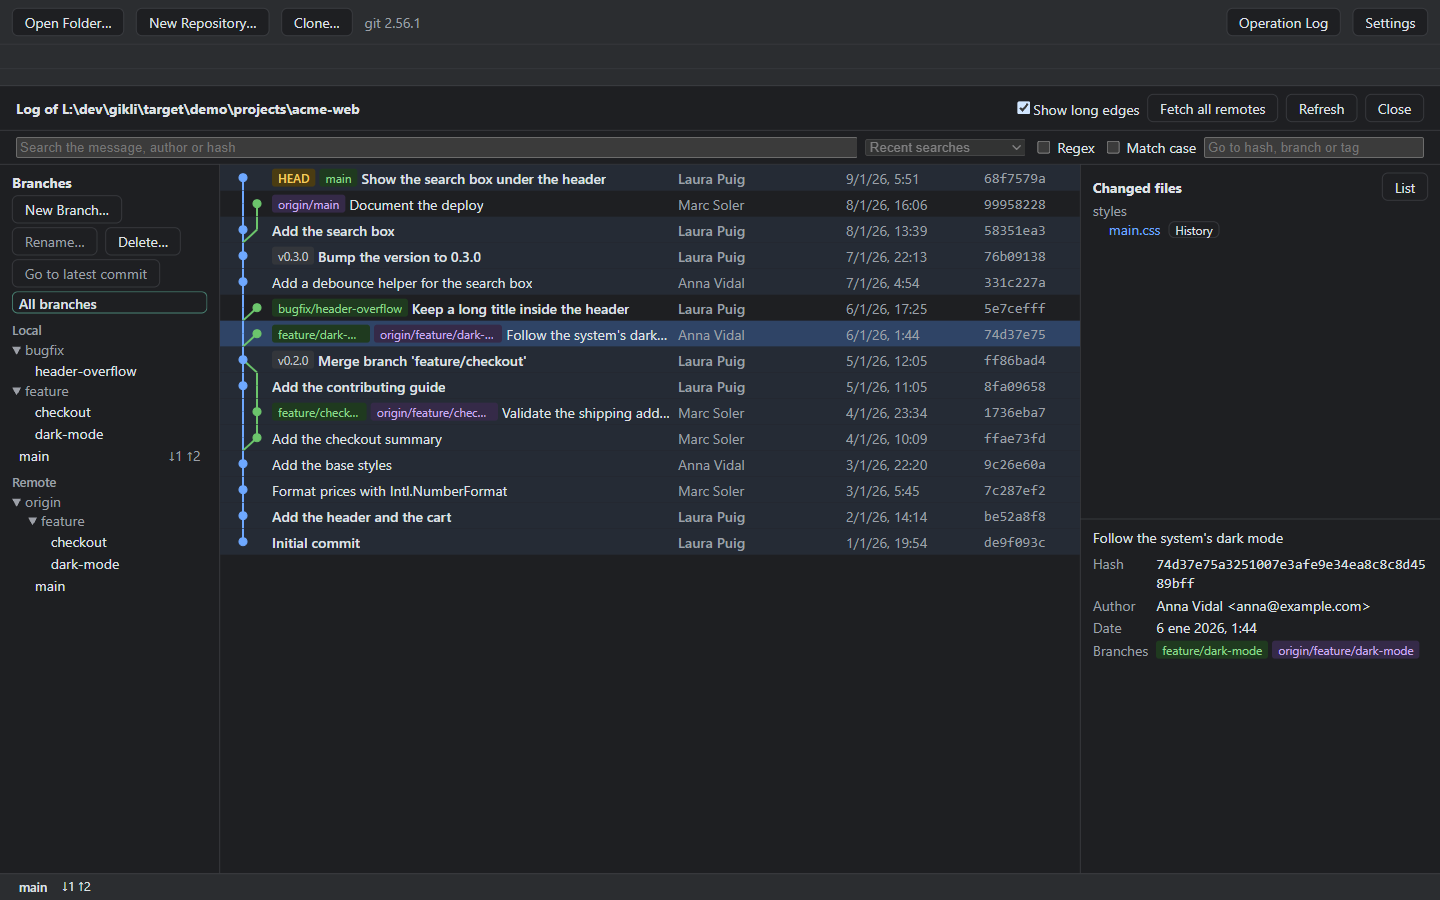 Open Folder... New Repository... Clone... git 2.56.1 Operation Log Settings
Log of L:\dev\gikli\target\demo\projects\acme-web Show long edges Fetch all remotes Refresh Close
Search the message, author or hash Recent searches Regex Match case Go to hash, branch or tag
Branches
New Branch...
Rename... Delete...
Go to latest commit
All branches
Local
bugfix
header-overflow
feature
checkout
dark-mode
main ↓1 ↑2
Remote
origin
feature
checkout
dark-mode
main
HEAD main Show the search box under the header Laura Puig 9/1/26, 5:51 68f7579a
origin/main Document the deploy Marc Soler 8/1/26, 16:06 99958228
Add the search box Laura Puig 8/1/26, 13:39 58351ea3
v0.3.0 Bump the version to 0.3.0 Laura Puig 7/1/26, 22:13 76b09138
Add a debounce helper for the search box Anna Vidal 7/1/26, 4:54 331c227a
bugfix/header-overflow Keep a long title inside the header Laura Puig 6/1/26, 17:25 5e7cefff
feature/dark-... origin/feature/dark-... Follow the system's dark... Anna Vidal 6/1/26, 1:44 74d37e75
v0.2.0 Merge branch 'feature/checkout' Laura Puig 5/1/26, 12:05 ff86bad4
Add the contributing guide Laura Puig 5/1/26, 11:05 8fa09658
feature/check... origin/feature/chec... Validate the shipping add... Marc Soler 4/1/26, 23:34 1736eba7
Add the checkout summary Marc Soler 4/1/26, 10:09 ffae73fd
Add the base styles Anna Vidal 3/1/26, 22:20 9c26e60a
Format prices with Intl.NumberFormat Marc Soler 3/1/26, 5:45 7c287ef2
Add the header and the cart Laura Puig 2/1/26, 14:14 be52a8f8
Initial commit Laura Puig 1/1/26, 19:54 de9f093c
Changed files List
styles
main.css History
Follow the system's dark mode
Hash 74d37e75a3251007e3afe9e34ea8c8c8d45
89bff
Author Anna Vidal <anna@example.com>
Date 6 ene 2026, 1:44
Branches feature/dark-mode origin/feature/dark-mode
main ↓1 ↑2